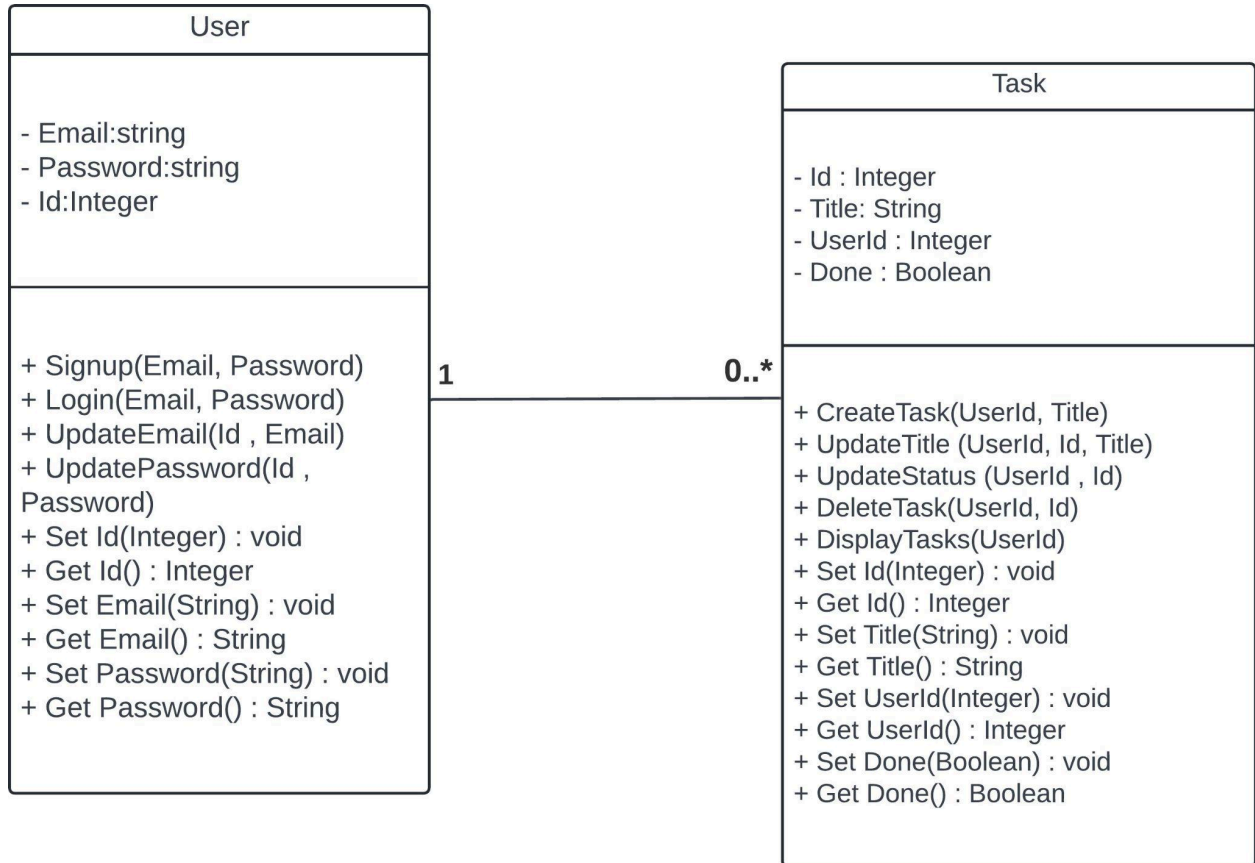 User
- Email:string
- Password:string
- Id:Integer
+ Signup(Email, Password)
+ Login(Email, Password)
+ UpdateEmail(Id , Email)
+ UpdatePassword(Id ,
Password)
+ Set Id(Integer) : void
+ Get Id() : Integer
+ Set Email(String) : void
+ Get Email() : String
+ Set Password(String) : void
+ Get Password() : String
1
0..*
Task
- Id : Integer
- Title: String
- UserId : Integer
- Done : Boolean
+ CreateTask(UserId, Title)
+ UpdateTitle (UserId, Id, Title)
+ UpdateStatus (UserId , Id)
+ DeleteTask(UserId, Id)
+ DisplayTasks(UserId)
+ Set Id(Integer) : void
+ Get Id() : Integer
+ Set Title(String) : void
+ Get Title() : String
+ Set UserId(Integer) : void
+ Get UserId() : Integer
+ Set Done(Boolean) : void
+ Get Done() : Boolean